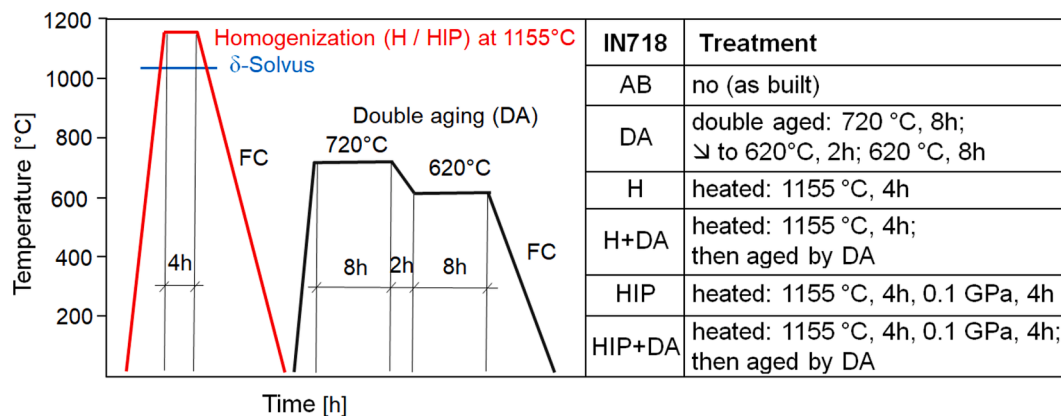 Temperature [°C]
1200
1000
800
600
400
200
Homogenization (H / HIP) at 1155°C
δ-Solvus
Double aging (DA)
720°C
620°C
FC
FC
4h
8h
2h
8h
Time [h]
IN718 Treatment
AB no (as built)
DA double aged: 720 °C, 8h;
↘ to 620°C, 2h; 620 °C, 8h
H heated: 1155 °C, 4h
H+DA heated: 1155 °C, 4h;
then aged by DA
HIP heated: 1155 °C, 4h, 0.1 GPa, 4h
HIP+DA heated: 1155 °C, 4h, 0.1 GPa, 4h;
then aged by DA